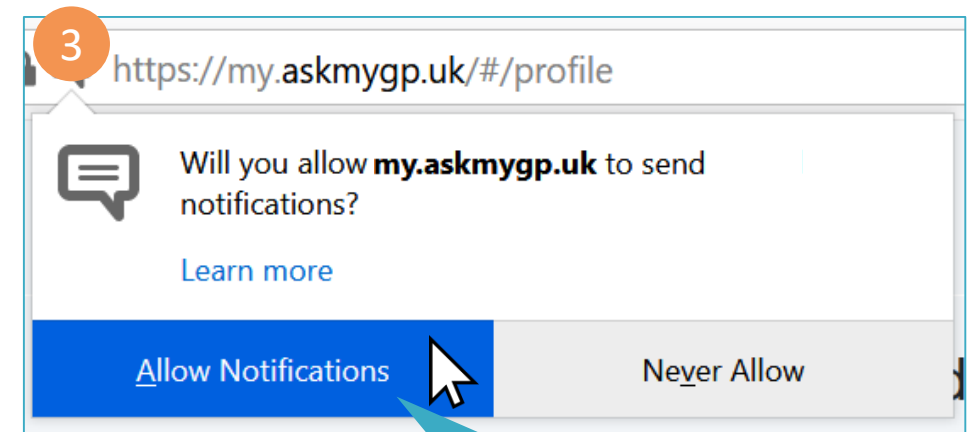 3
https://my.askmygp.uk/#/profile
Will you allow my.askmygp.uk to send
notifications?
Learn more
Allow Notifications
Never Allow